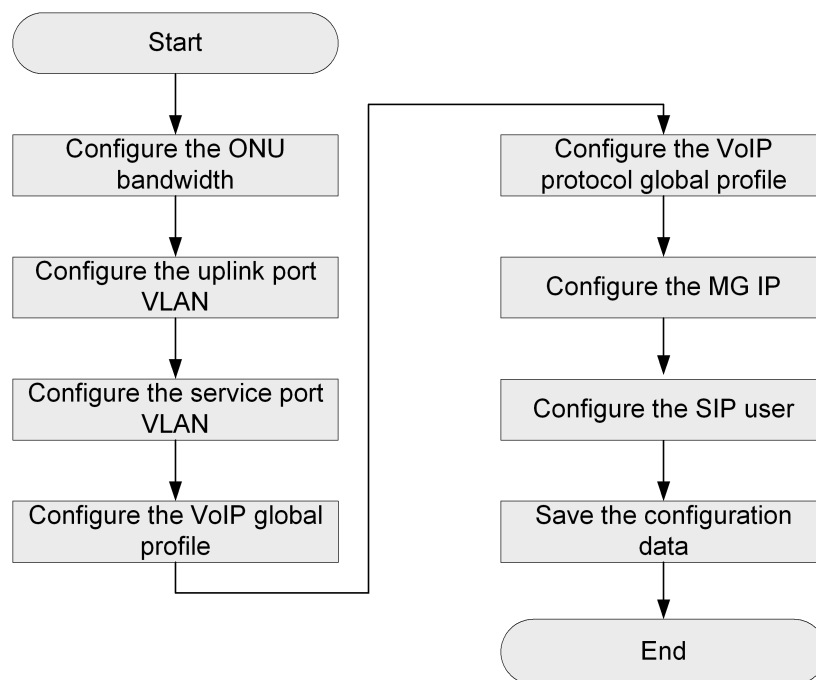 Start
Configure the ONU
bandwidth
Configure the uplink port
VLAN
Configure the service port
VLAN
Configure the VoIP global
profile
Configure the VoIP
protocol global profile
Configure the MG IP
Configure the SIP user
Save the configuration
data
End